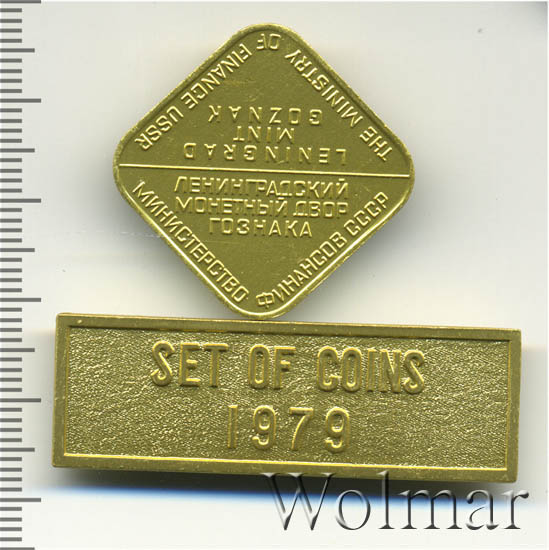 THE MINISTRY OF FINANCE USSR
LENINGRAD
MINT
GOZNAK
ЛЕНИНГРАДСКИЙ
МОНЕТНЫЙ ДВОР
ГОЗНАКА
МИНИСТЕРСТВО ФИНАНСОВ СССР
SET OF COINS
1979
Wolmar